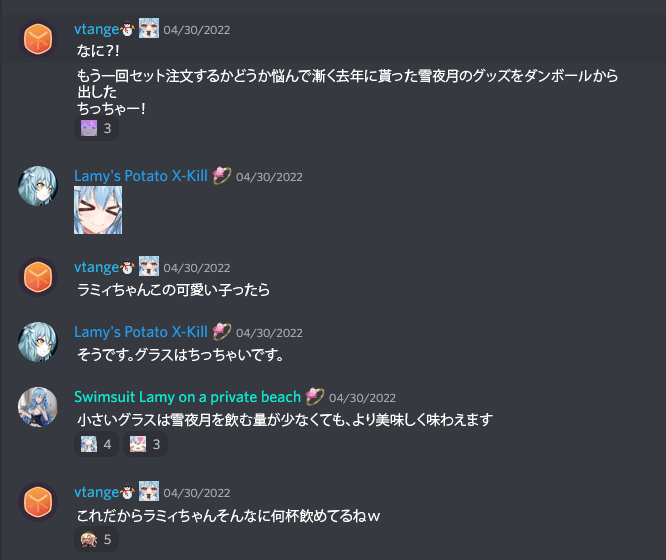 vtange 04/30/2022
なに?!
もう一回セット注文するかどうか悩んで漸く去年に貰った雪夜月のグッズをダンボールから
出した
ちっちゃー!
3
Lamy's Potato X-Kill 04/30/2022
vtange 04/30/2022
ラミィちゃんこの可愛い子ったら
Lamy's Potato X-Kill 04/30/2022
そうです。グラスはちっちゃいです。
Swimsuit Lamy on a private beach 04/30/2022
小さいグラスは雪夜月を飲む量が少なくても、より美味しく味わえます
4 3
vtange 04/30/2022
これだからラミィちゃんそんなに何杯飲めてるねw
5